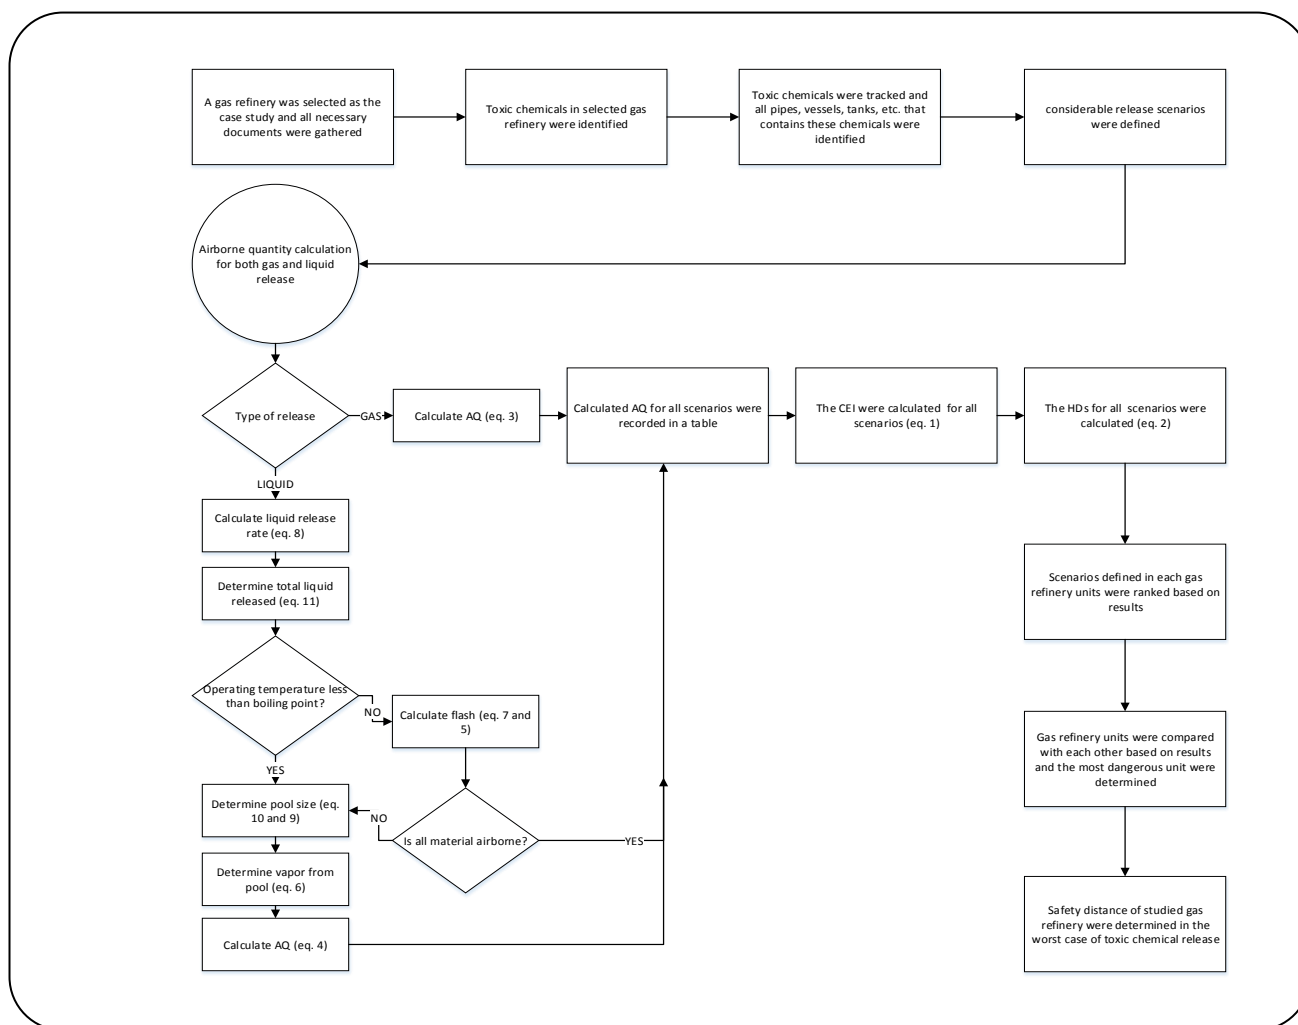 A gas refinery was selected as the
case study and all necessary
documents were gathered
Toxic chemicals in selected gas
refinery were identified
Toxic chemicals were tracked and
all pipes, vessels, tanks, etc. that
contains these chemicals were
identified
considerable release scenarios
were defined
Airborne quantity calculation
for both gas and liquid
release
Type of release
GAS
Calculate AQ (eq. 3)
Calculated AQ for all scenarios were
recorded in a table
The CEI were calculated for all
scenarios (eq. 1)
The HDs for all scenarios were
calculated (eq. 2)
LIQUID
Calculate liquid release
rate (eq. 8)
Determine total liquid
released (eq. 11)
Operating temperature less
than boiling point?
NO
Calculate flash (eq. 7 and
5)
YES
Determine pool size (eq.
10 and 9)
NO
Is all material airborne?
YES
Determine vapor from
pool (eq. 6)
Calculate AQ (eq. 4)
Scenarios defined in each gas
refinery units were ranked based on
results
Gas refinery units were compared
with each other based on results
and the most dangerous unit were
determined
Safety distance of studied gas
refinery were determined in the
worst case of toxic chemical release